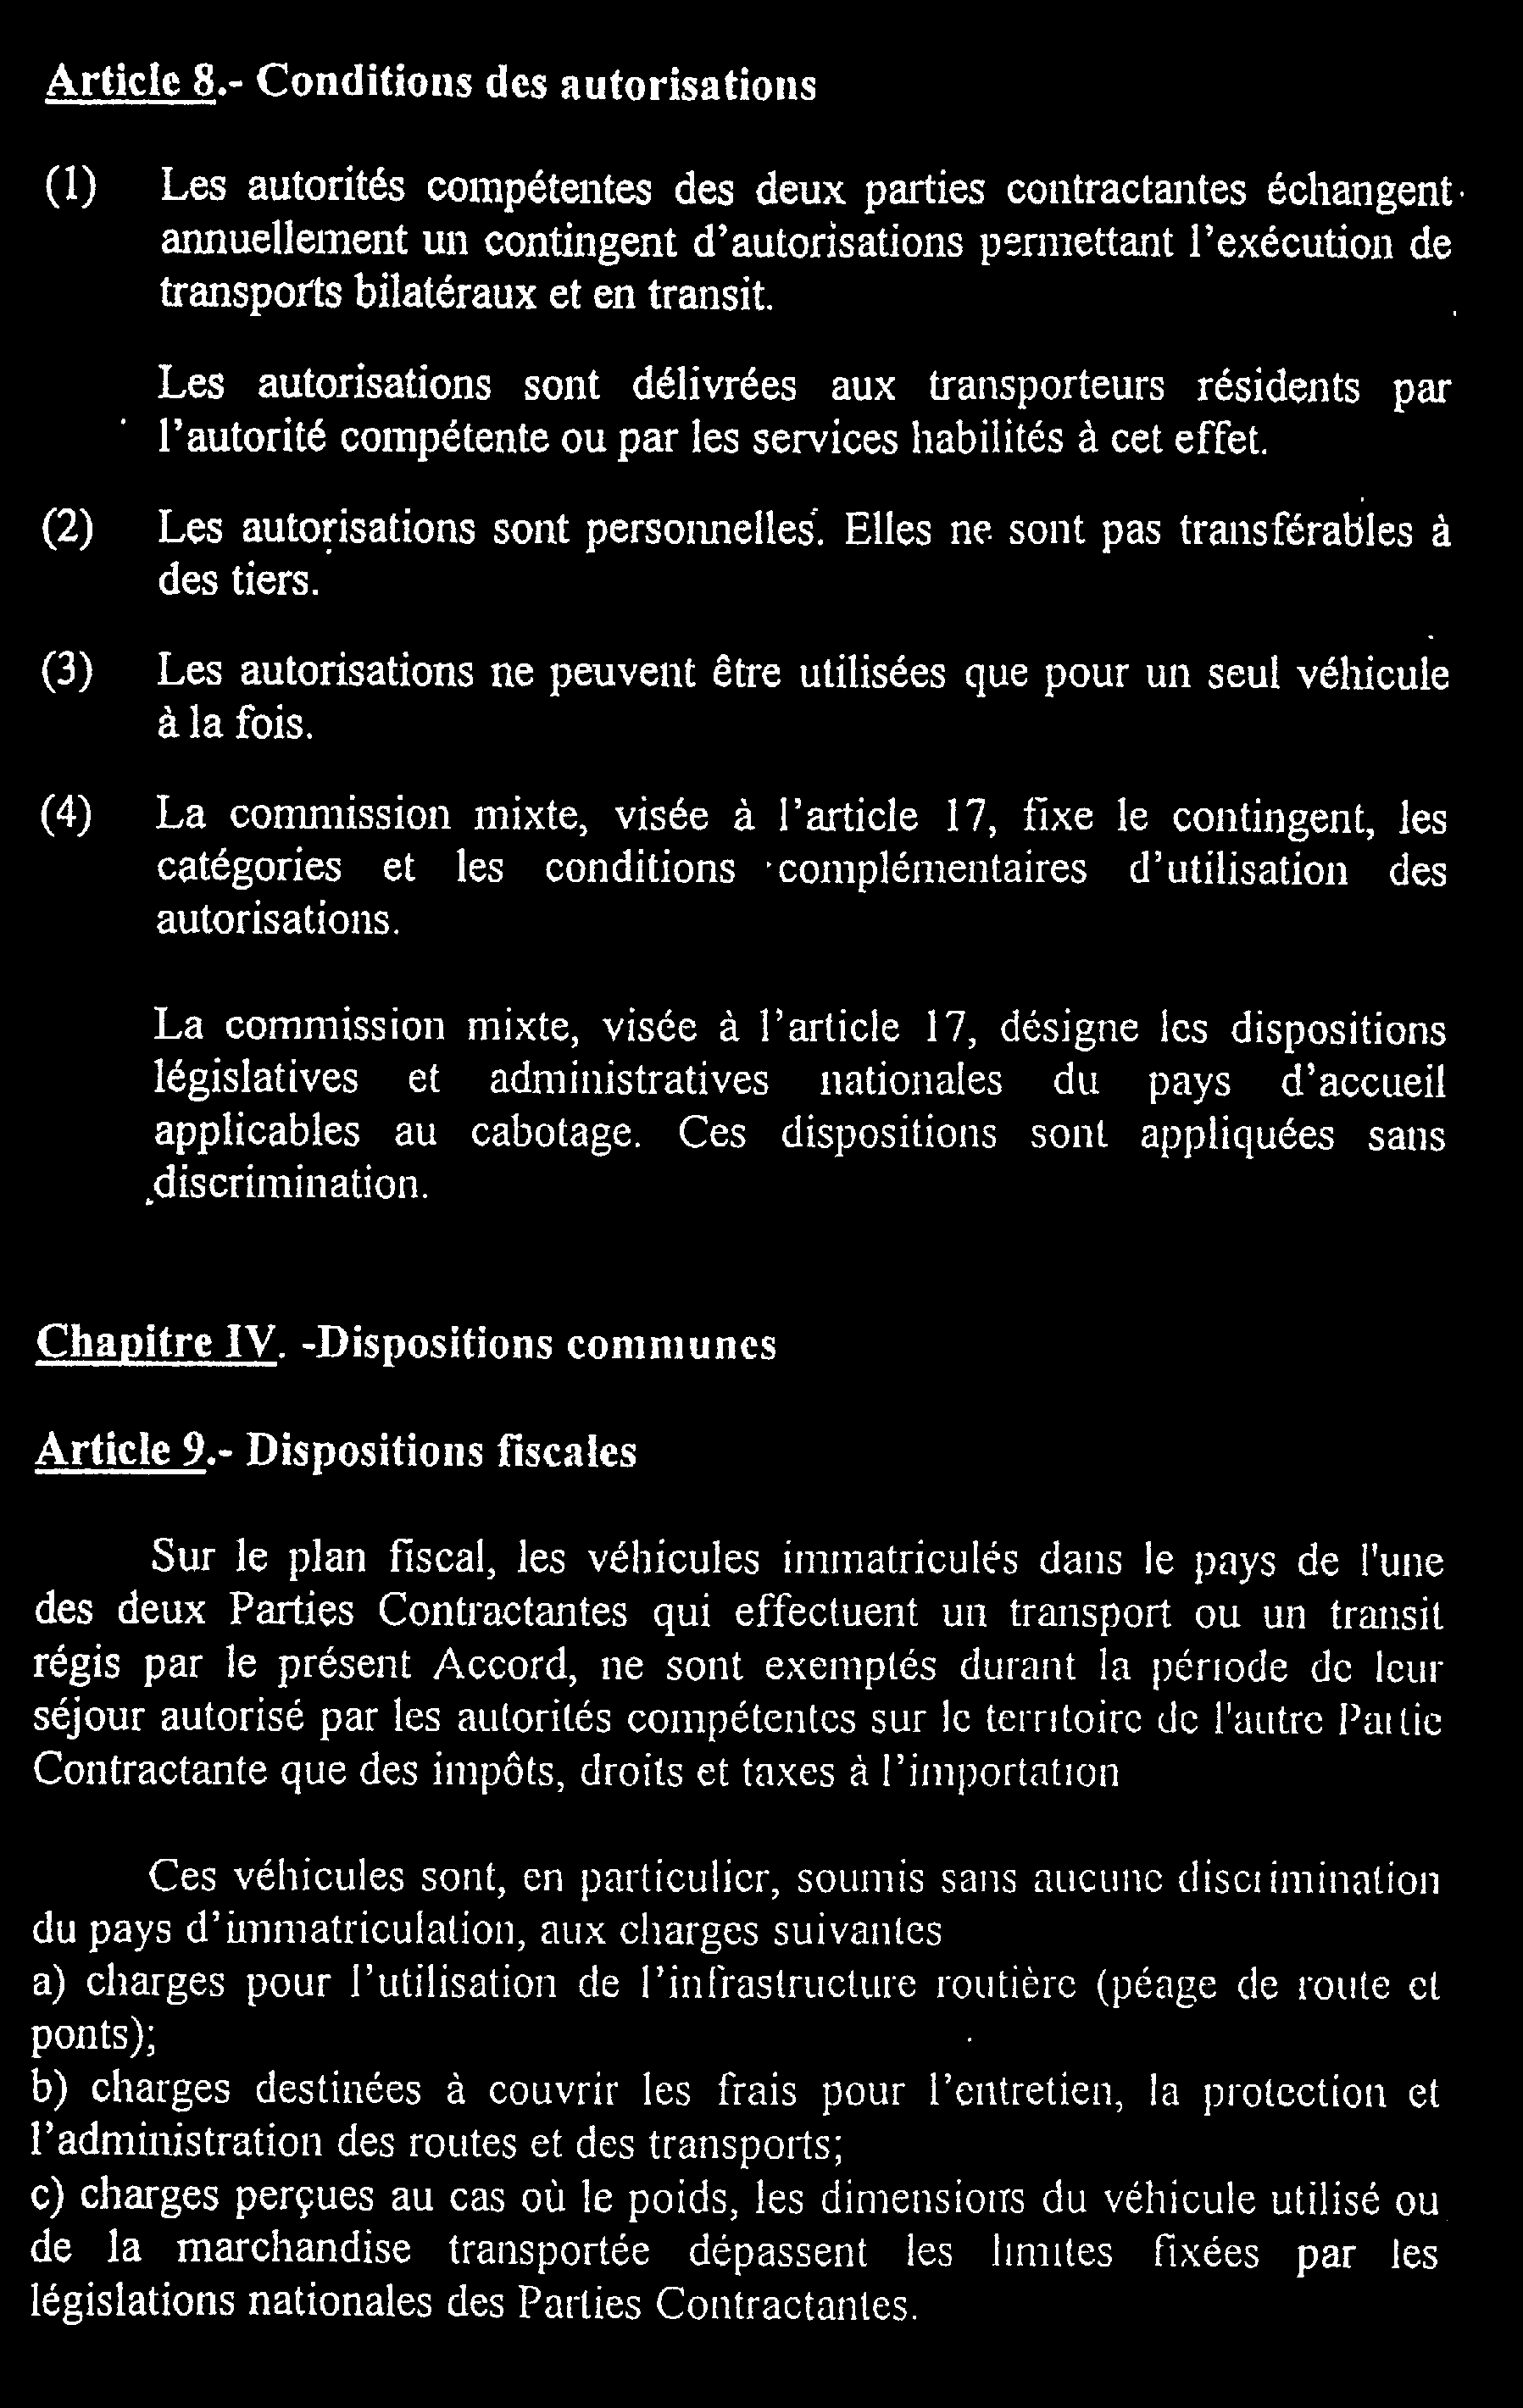 Article 8.- Conditions des autorisations
(1) Les autorités compétentes des deux parties contractantes échangent
annuellement un contingent d’autorisations permettant l’exécution de
transports bilatéraux et en transit.
Les autorisations sont délivrées aux transporteurs résidents par
l’autorité compétente ou par les services habilités à cet effet.
(2) Les autorisations sont personnelles. Elles ne sont pas transférables à
des tiers.
(3) Les autorisations ne peuvent être utilisées que pour un seul véhicule
à la fois.
(4) La commission mixte, visée à l’article 17, fixe le contingent, les
catégories et les conditions complémentaires d’utilisation des
autorisations.
La commission mixte, visée à l’article 17, désigne les dispositions
législatives et administratives nationales du pays d’accueil
applicables au cabotage. Ces dispositions sont appliquées sans
discrimination.
Chapitre IV. -Dispositions communes
Article 9.- Dispositions fiscales
Sur le plan fiscal, les véhicules immatriculés dans le pays de l'une
des deux Parties Contractantes qui effectuent un transport ou un transit
régis par le présent Accord, ne sont exemptés durant la période de leur
séjour autorisé par les autorités compétentes sur le territoire de l'autre Partie
Contractante que des impôts, droits et taxes à l’importation
Ces véhicules sont, en particulier, soumis sans aucune discrimination
du pays d’immatriculation, aux charges suivantes
a) charges pour l’utilisation de l’infrastructure routière (péage de route et
ponts);
b) charges destinées à couvrir les frais pour l’entretien, la protection et
l’administration des routes et des transports;
c) charges perçues au cas où le poids, les dimensions du véhicule utilisé ou
de la marchandise transportée dépassent les limites fixées par les
législations nationales des Parties Contractantes.